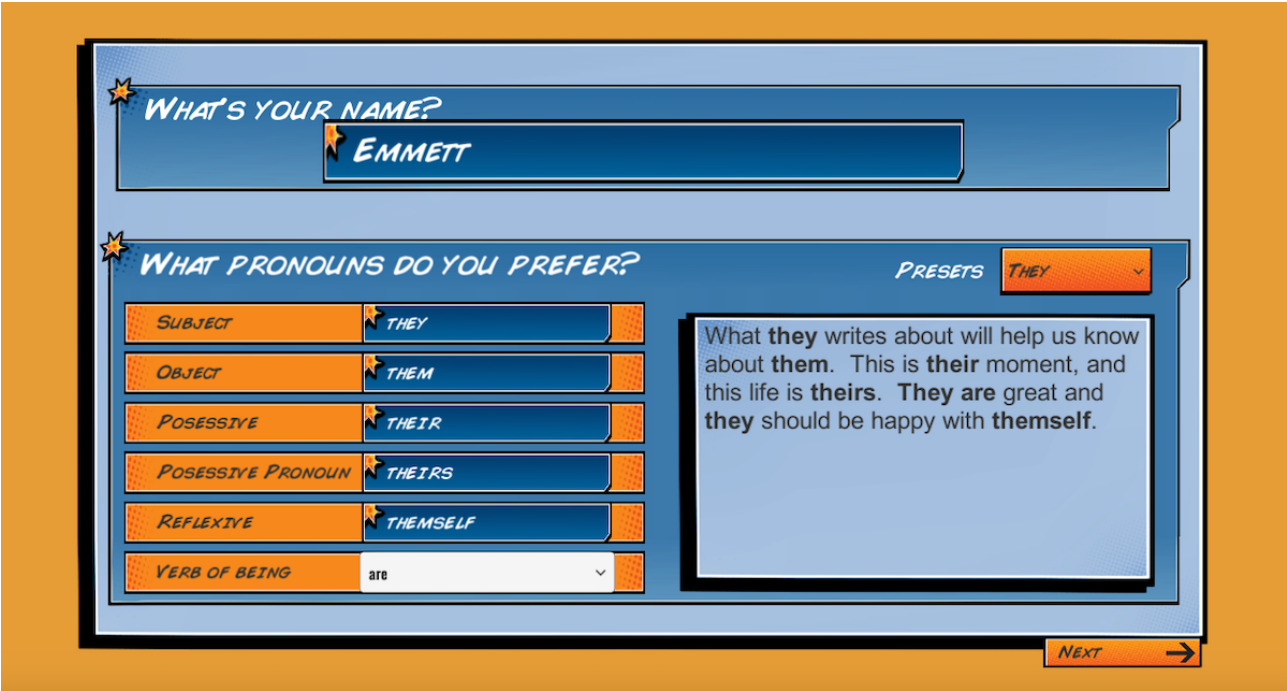 What's your name?
Emmett
What pronouns do you prefer?
Presets They
Subject they
Object them
Posessive their
Posessive Pronoun theirs
Reflexive themself
Verb of being are
What they writes about will help us know
about them. This is their moment, and
this life is theirs. They are great and
they should be happy with themself.
Next